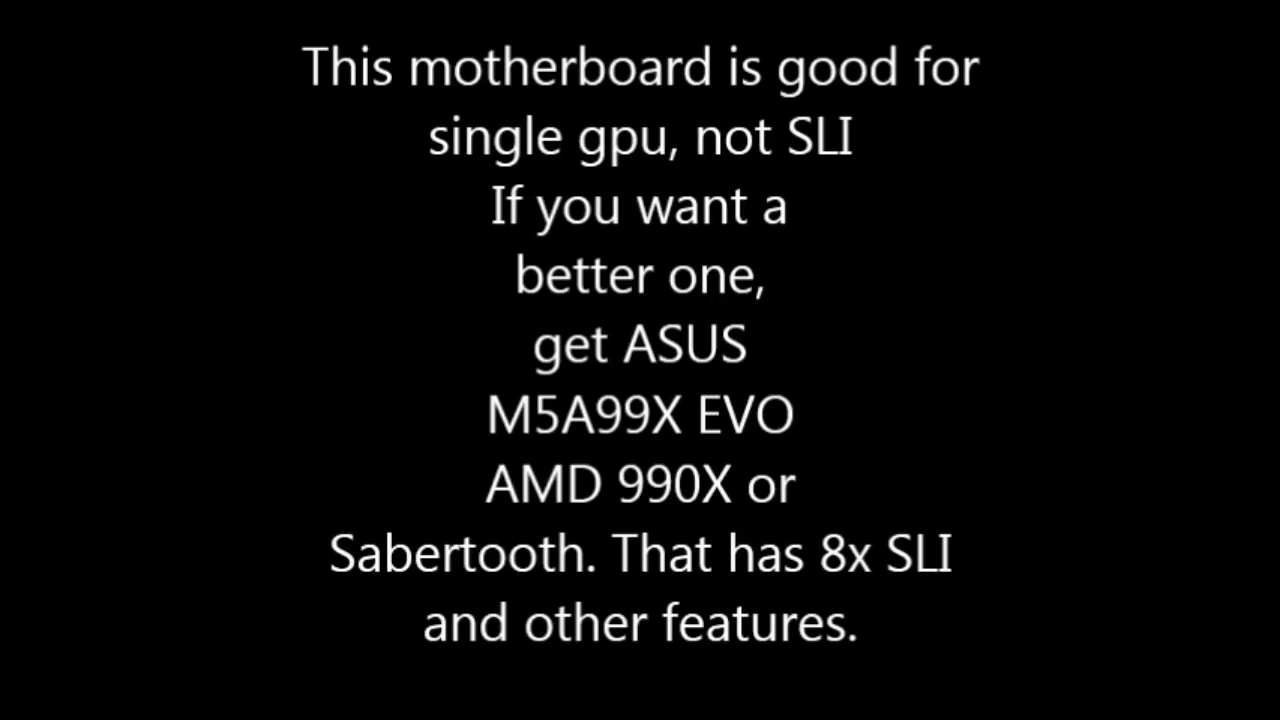 This motherboard is good for
single gpu, not SLI
If you want a
better one,
get ASUS
M5A99X EVO
AMD 990X or
Sabertooth. That has 8x SLI
and other features.